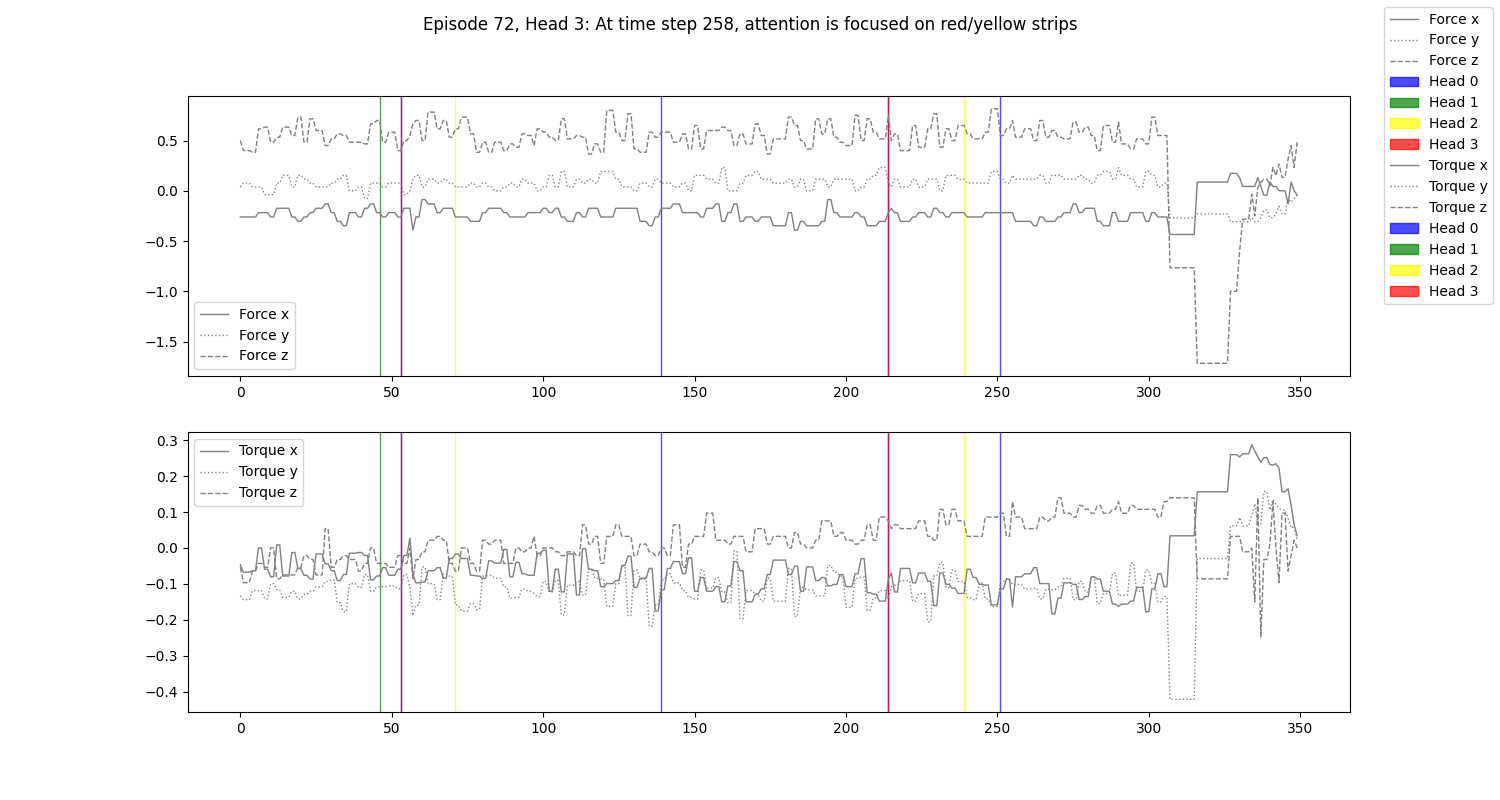 Episode 72, Head 3: At time step 258, attention is focused on red/yellow strips
Force x
Force y
Force z
Head 0
Head 1
Head 2
Head 3
Torque x
Torque y
Torque z
Head 0
Head 1
Head 2
Head 3
0.5
0.0
−0.5
−1.0
−1.5
Force x
Force y
Force z
0 50 100 150 200 250 300 350
0.3
0.2
0.1
0.0
−0.1
−0.2
−0.3
−0.4
Torque x
Torque y
Torque z
0 50 100 150 200 250 300 350